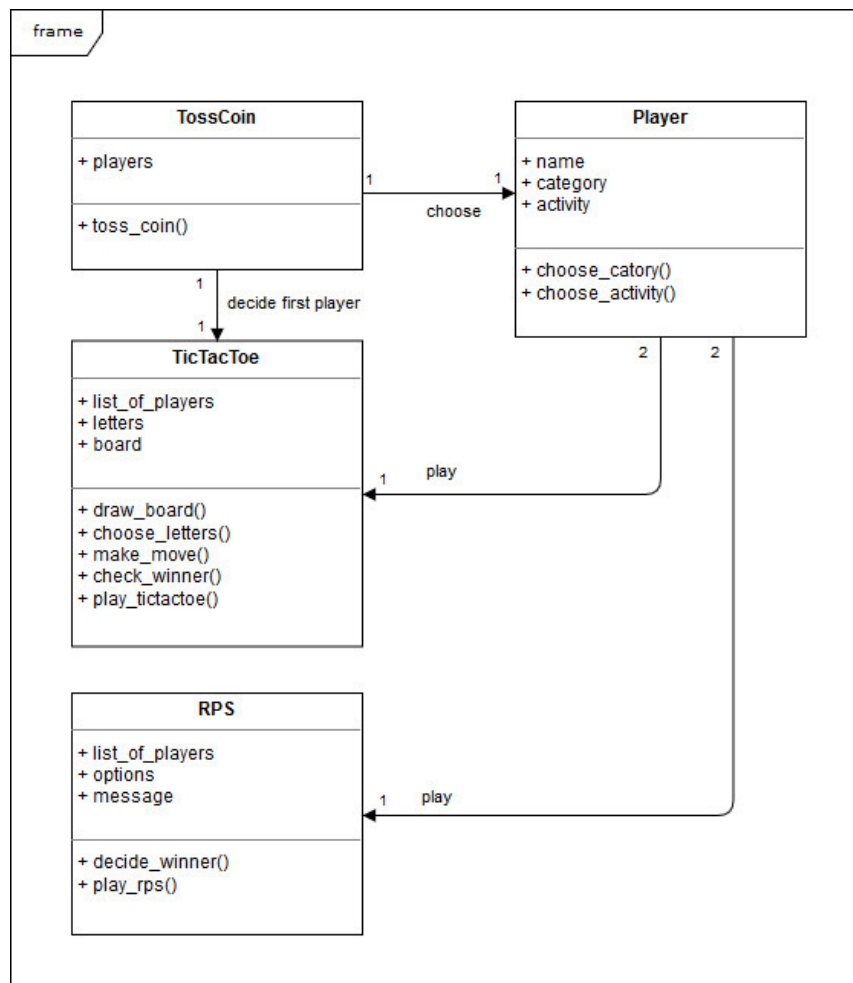 frame
TossCoin
+ players
+ toss_coin()
Player
+ name
+ category
+ activity
+ choose_catory()
+ choose_activity()
1
1
choose
1
decide first player
1
TicTacToe
+ list_of_players
+ letters
+ board
+ draw_board()
+ choose_letters()
+ make_move()
+ check_winner()
+ play_tictactoe()
2
2
1
play
RPS
+ list_of_players
+ options
+ message
+ decide_winner()
+ play_rps()
1
play